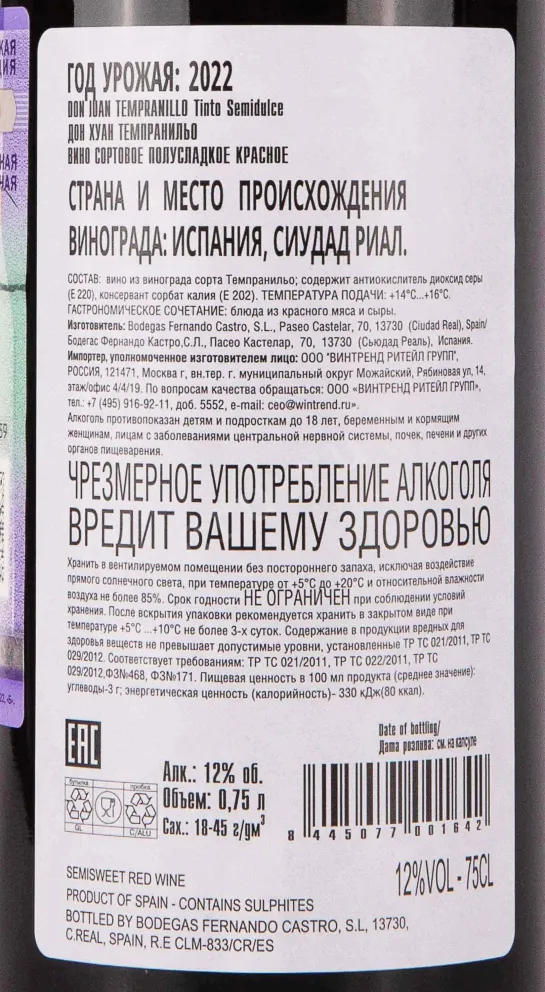 ГОД УРОЖАЯ: 2022
DON JUAN TEMPRANILLO Tinto Semidulce
ДОН ХУАН ТЕМПРАНИЛЬО
ВИНО СОРТОВОЕ ПОЛУСЛАДКОЕ КРАСНОЕ
СТРАНА И МЕСТО ПРОИСХОЖДЕНИЯ
ВИНОГРАДА: ИСПАНИЯ, СИУДАД РИАЛ.
СОСТАВ: вино из винограда сорта Темпранильо; содержит антиокислитель диоксид серы
(Е 220), консервант сорбат калия (Е 202). ТЕМПЕРАТУРА ПОДАЧИ: +14°С...+16°С.
ГАСТРОНОМИЧЕСКОЕ СОЧЕТАНИЕ: блюда из красного мяса и сыры.
Изготовитель: Bodegas Fernando Castro, S.L., Paseo Castelar, 70, 13730 (Ciudad Real), Spain/
Бодегас Фернандо Кастро,С.Л., Пасео Кастелар, 70, 13730 (Сьюдад Реаль), Испания.
Импортер, уполномоченное изготовителем лицо: ООО "ВИНТРЕНД РИТЕЙЛ ГРУПП",
РОССИЯ, 121471, Москва г, вн.тер. г. муниципальный округ Можайский, Рябиновая ул, 14,
этаж/офис 4/4/19. По вопросам качества обращаться: ООО «ВИНТРЕНД РИТЕЙЛ ГРУПП»,
тел.: +7 (495) 916-92-11, доб. 5552, e-mail: ceo@wintrend.ru».
Алкоголь противопоказан детям и подросткам до 18 лет, беременным и кормящим
женщинам, лицам с заболеваниями центральной нервной системы, почек, печени и других
органов пищеварения.
ЧРЕЗМЕРНОЕ УПОТРЕБЛЕНИЕ АЛКОГОЛЯ
ВРЕДИТ ВАШЕМУ ЗДОРОВЬЮ
Хранить в вентилируемом помещении без постороннего запаха, исключая воздействие
прямого солнечного света, при температуре от +5°С до +20°С и относительной влажности
воздуха не более 85%. Срок годности НЕ ОГРАНИЧЕН при соблюдении условий
хранения. После вскрытия упаковки рекомендуется хранить в закрытом виде при
температуре +5°С ...+10°С не более 3-х суток. Содержание в продукции вредных для
здоровья веществ не превышает допустимые уровни, установленные ТР ТС 021/2011, ТР ТС
029/2012. Соответствует требованиям: ТР ТС 021/2011, ТР ТС 022/2011, ТР ТС
029/2012,ФЗ№468, ФЗ№171. Пищевая ценность в 100 мл продукта (среднее значение):
углеводы-3 г; энергетическая ценность (калорийность)- 330 кДж(80 ккал).
ЕАС
бутылка
пробка
GL
C/ALU
Алк.: 12% об.
Объем: 0,75 л
Сах.: 18-45 г/дм³
Date of bottling/
Дата розлива: см. на капсуле
8 445077 001642
12%VOL - 75CL
SEMISWEET RED WINE
PRODUCT OF SPAIN - CONTAINS SULPHITES
BOTTLED BY BODEGAS FERNANDO CASTRO, S.L, 13730,
C.REAL, SPAIN, R.E CLM-833/CR/ES